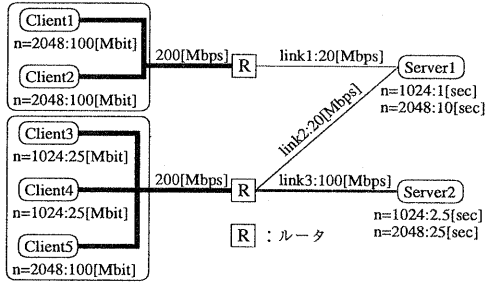 Client1
n=2048:100[Mbit]
Client2
n=2048:100[Mbit]
200[Mbps]
R
link1:20[Mbps]
Server1
n=1024:1[sec]
n=2048:10[sec]
link2:20[Mbps]
Client3
n=1024:25[Mbit]
Client4
n=1024:25[Mbit]
Client5
n=2048:100[Mbit]
200[Mbps]
R
link3:100[Mbps]
Server2
n=1024:2.5[sec]
n=2048:25[sec]
R :ルータ